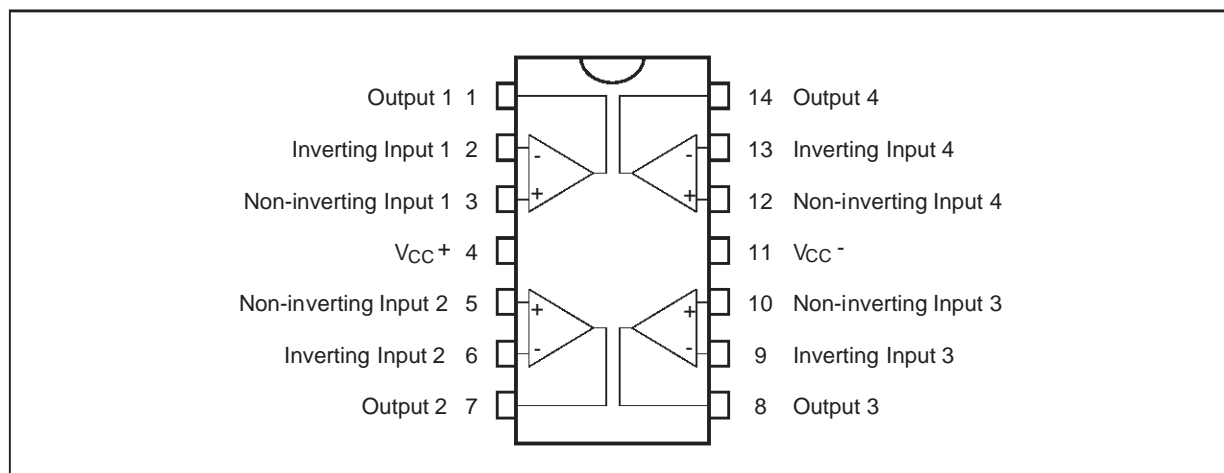 Output 1 1
14 Output 4
Inverting Input 1 2
- -
13 Inverting Input 4
Non-inverting Input 1 3
+ +
12 Non-inverting Input 4
VCC + 4
11 VCC -
Non-inverting Input 2 5
+ +
10 Non-inverting Input 3
Inverting Input 2 6
- -
9 Inverting Input 3
Output 2 7
8 Output 3